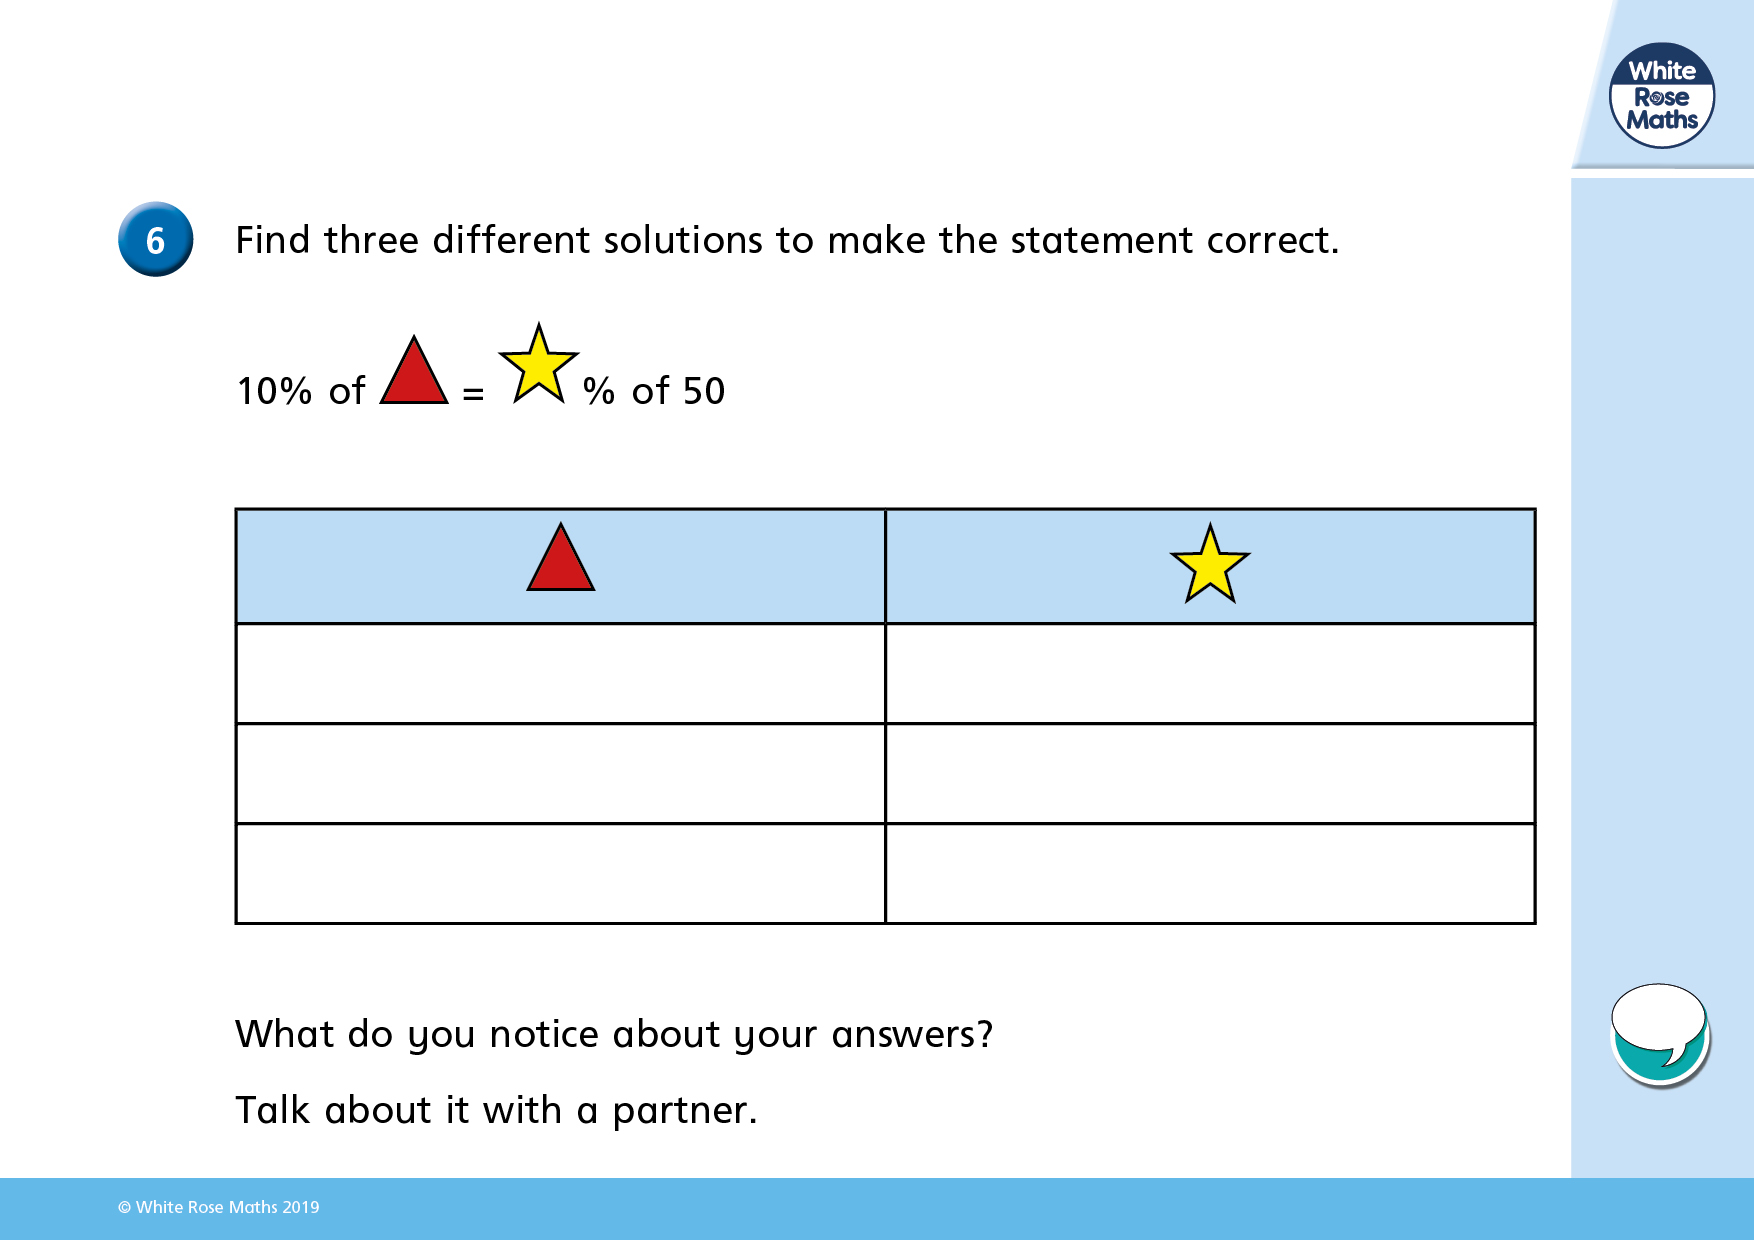 White
Rose
Maths
6 Find three different solutions to make the statement correct.
10% of = % of 50
What do you notice about your answers?
Talk about it with a partner.
© White Rose Maths 2019